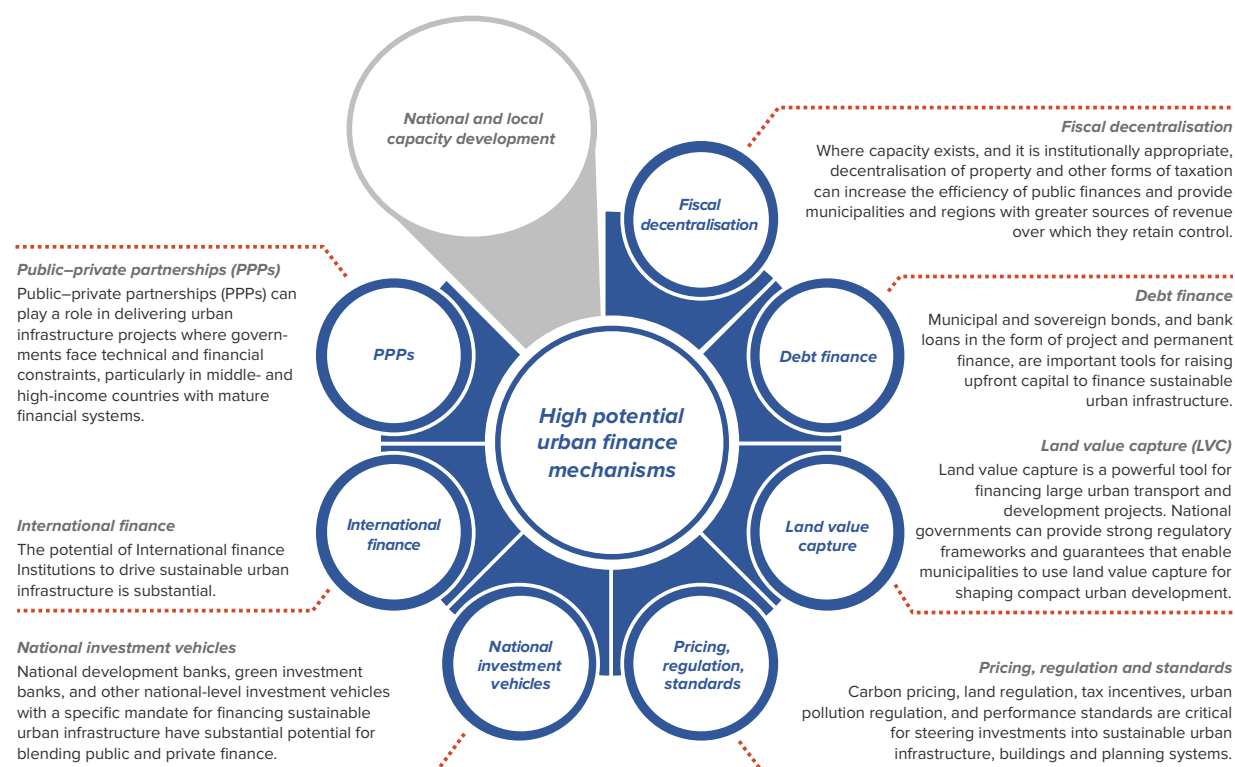 National and local
capacity development
Fiscal
decentralisation
Debt finance
Land value
capture
Pricing,
regulation,
standards
National
investment
vehicles
International
finance
PPPs
High potential
urban finance
mechanisms
Fiscal decentralisation
Where capacity exists, and it is institutionally appropriate,
decentralisation of property and other forms of taxation
can increase the efficiency of public finances and provide
municipalities and regions with greater sources of revenue
over which they retain control.
Debt finance
Municipal and sovereign bonds, and bank
loans in the form of project and permanent
finance, are important tools for raising
upfront capital to finance sustainable
urban infrastructure.
Land value capture (LVC)
Land value capture is a powerful tool for
financing large urban transport and
development projects. National
governments can provide strong regulatory
frameworks and guarantees that enable
municipalities to use land value capture for
shaping compact urban development.
Pricing, regulation and standards
Carbon pricing, land regulation, tax incentives, urban
pollution regulation, and performance standards are critical
for steering investments into sustainable urban
infrastructure, buildings and planning systems.
Public–private partnerships (PPPs)
Public–private partnerships (PPPs) can
play a role in delivering urban
infrastructure projects where govern-
ments face technical and financial
constraints, particularly in middle- and
high-income countries with mature
financial systems.
International finance
The potential of International finance
Institutions to drive sustainable urban
infrastructure is substantial.
National investment vehicles
National development banks, green investment
banks, and other national-level investment vehicles
with a specific mandate for financing sustainable
urban infrastructure have substantial potential for
blending public and private finance.